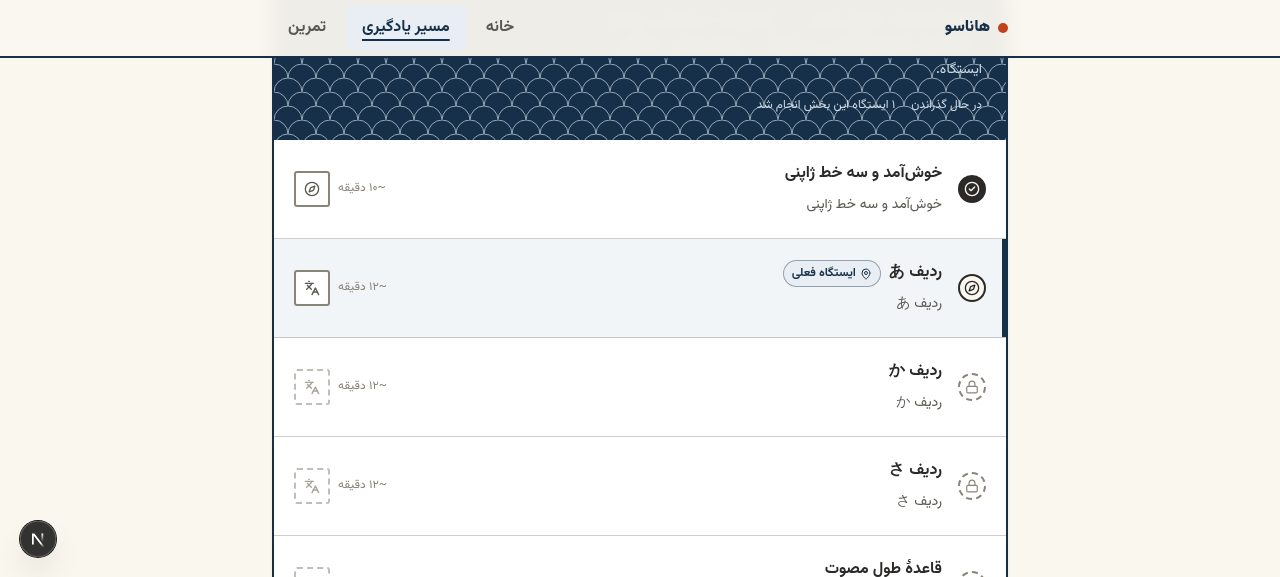 هاناسو
خانه
مسیر یادگیری
تمرین
ایستگاه.
در حال گذراندن — ۱ ایستگاه این بخش انجام شد
خوش‌آمد و سه خط ژاپنی
خوش‌آمد و سه خط ژاپنی
~۱۰ دقیقه
ردیف あ
ایستگاه فعلی
ردیف あ
~۱۲ دقیقه
ردیف か
ردیف か
~۱۲ دقیقه
ردیف さ
ردیف さ
~۱۲ دقیقه
قاعدهٔ طول مصوت